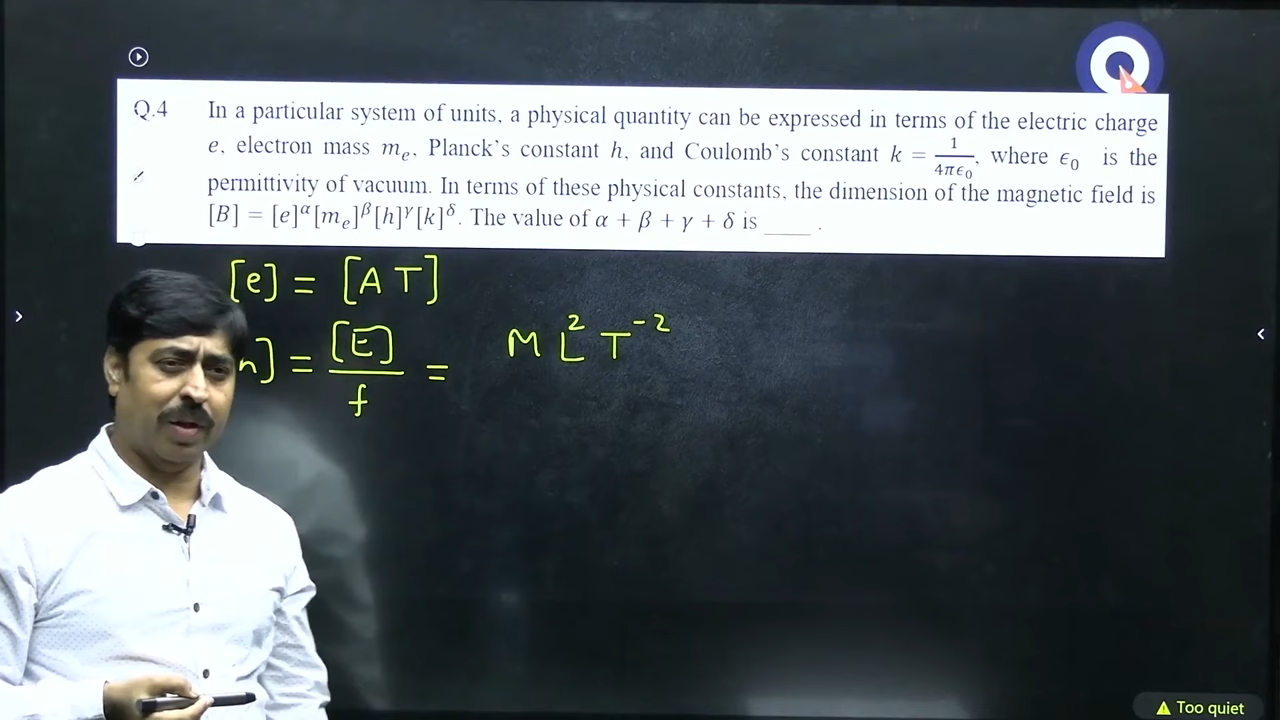 Q.4 In a particular system of units, a physical quantity can be expressed in terms of the electric charge
e, electron mass mₑ, Planck's constant h, and Coulomb's constant k = 1/(4πϵ₀), where ϵ₀ is the
permittivity of vacuum. In terms of these physical constants, the dimension of the magnetic field is
[B] = [e]^α[mₑ]^β[h]^γ[k]^δ. The value of α + β + γ + δ is ____ .
[e] = [A T]
] = [E]/f = M L² T⁻²
Too quiet